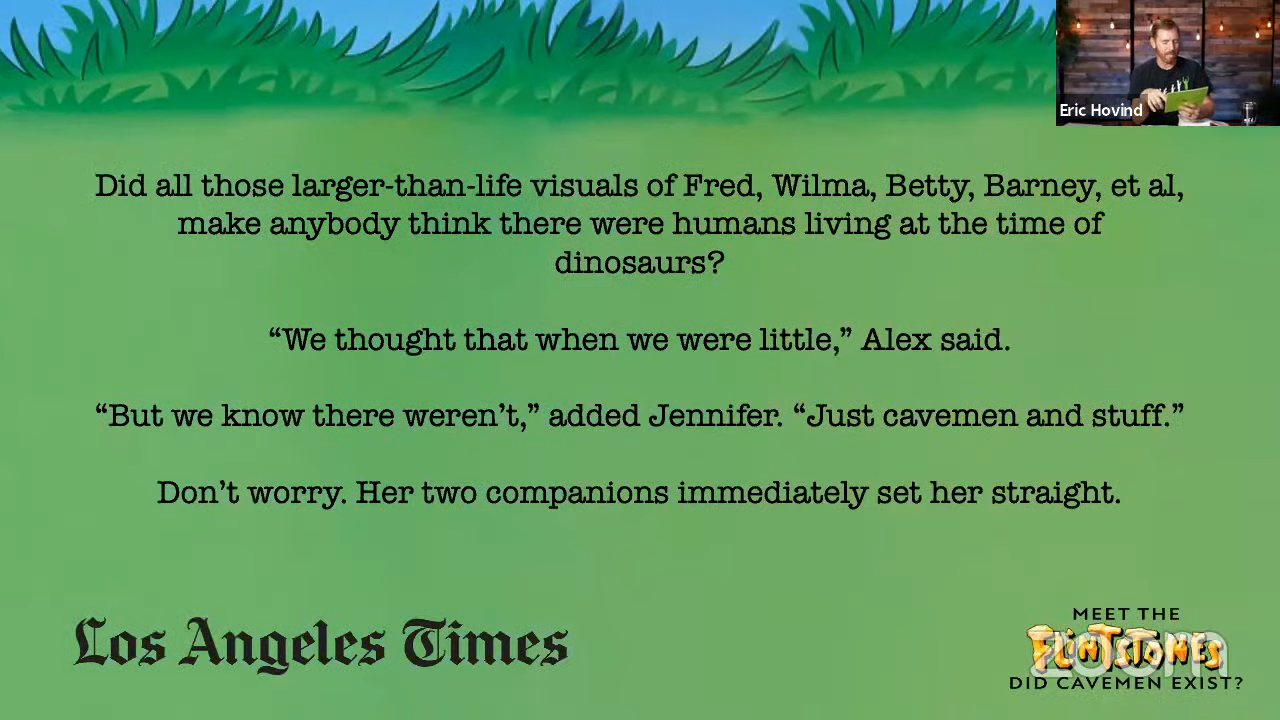 Eric Hovind
Did all those larger-than-life visuals of Fred, Wilma, Betty, Barney, et al,
make anybody think there were humans living at the time of
dinosaurs?
“We thought that when we were little,” Alex said.
“But we know there weren’t,” added Jennifer. “Just cavemen and stuff.”
Don’t worry. Her two companions immediately set her straight.
Los Angeles Times
MEET THE
FLINTSTONES
zoom
DID CAVEMEN EXIST?